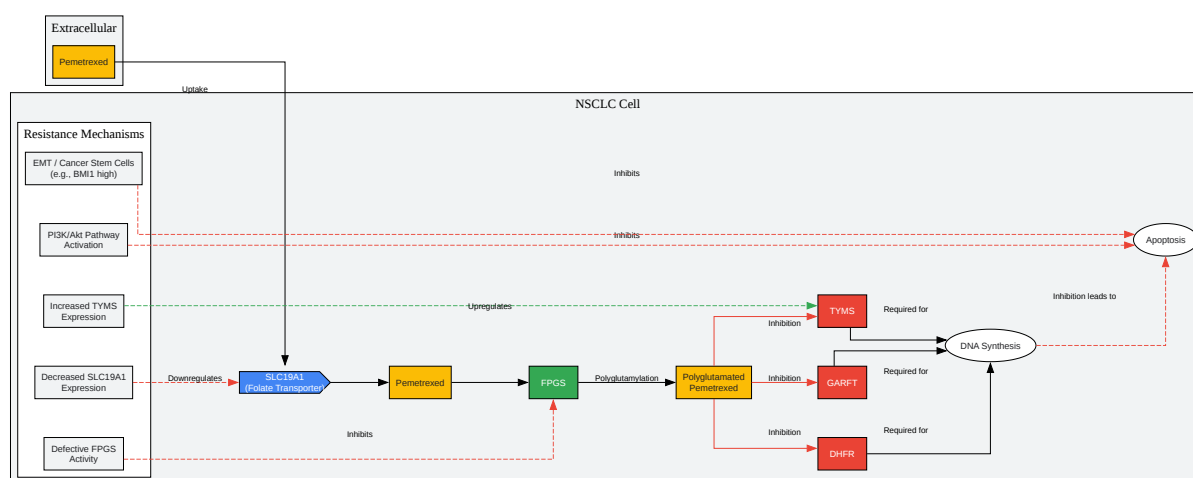 Extracellular
Pemetrexed
Uptake
NSCLC Cell
Resistance Mechanisms
EMT / Cancer Stem Cells
(e.g., BMI1 high)
Inhibits
PI3K/Akt Pathway
Activation
Inhibits
Apoptosis
Increased TYMS
Expression
Upregulates
TYMS
Required for
Inhibition leads to
Inhibition
DNA Synthesis
Decreased SLC19A1
Expression
Downregulates
SLC19A1
(Folate Transporter)
Pemetrexed
FPGS
Polyglutamylation
Polyglutamated
Pemetrexed
Inhibition
GARFT
Required for
Defective FPGS
Activity
Inhibits
Inhibition
DHFR
Required for